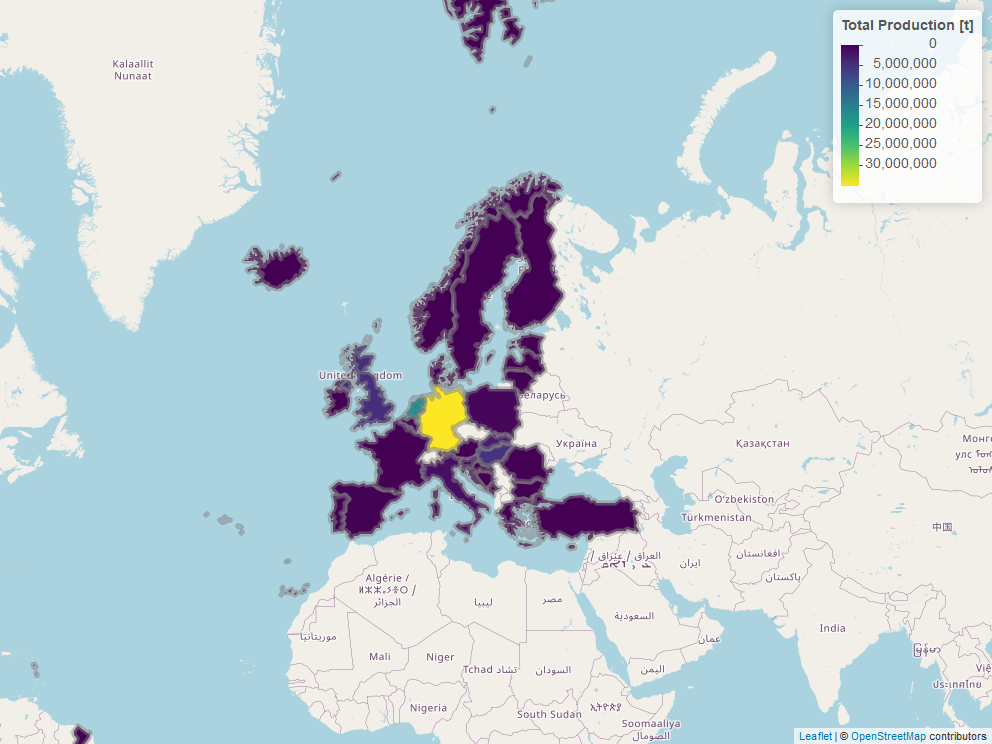 Total Production [t]
0
5,000,000
10,000,000
15,000,000
20,000,000
25,000,000
30,000,000
Kalaallit
Nunaat
United Kingdom
Беларусь
Україна
Қазақстан
O'zbekiston
Türkmenistan
中国
افغانستان
ایران
پاکستان
العراق / عێراق /
Algérie /
ⵍⵣⵣⴰⵢⴻⵔ /
الجزائر
ليبيا
مصر
السعودية
عمان
India
موريتانيا
Mali
Niger
Tchad تشاد
السودان
اليمن
Nigeria
South Sudan
ኢትዮጵያ
Soomaaliya
الصومال
ประเทศไทย
Leaflet | © OpenStreetMap contributors